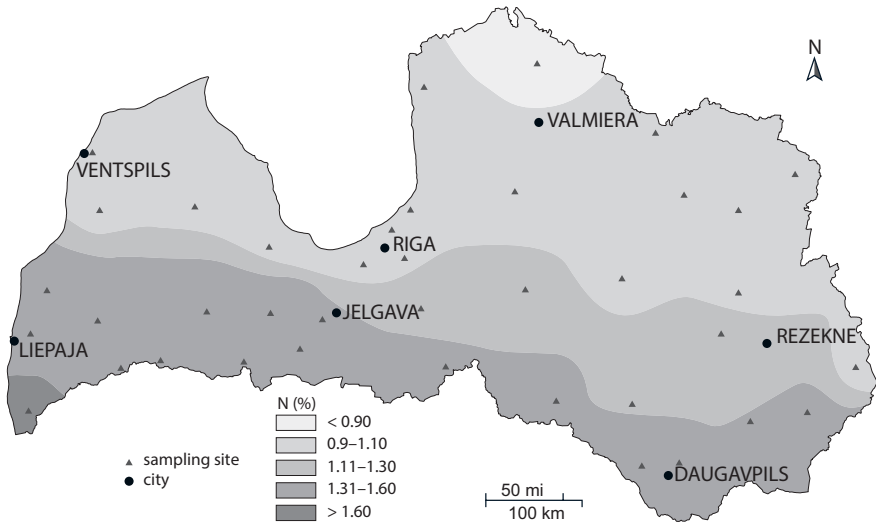 N
VALMIERA
VENTSPILS
RIGA
JELGAVA
REZEKNE
LIEPAJA
DAUGAVPILS
N (%)
< 0.90
0.9–1.10
1.11–1.30
1.31–1.60
> 1.60
sampling site
city
50 mi
100 km